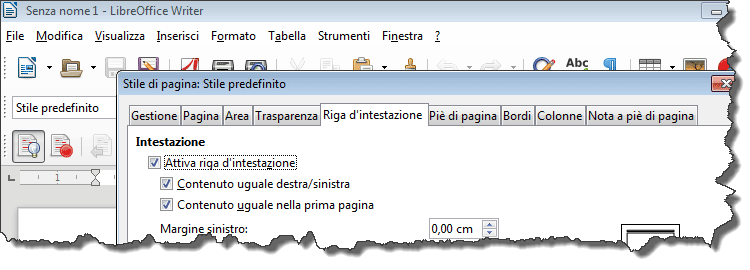 Senza nome 1 - LibreOffice Writer
File Modifica Visualizza Inserisci Formato Tabella Strumenti Finestra ?
Abc ¶
Stile di pagina: Stile predefinito
Stile predefinito
Gestione Pagina Area Trasparenza Riga d'intestazione Piè di pagina Bordi Colonne Nota a piè di pagina
Intestazione
Attiva riga d'intestazione
1
Contenuto uguale destra/sinistra
Contenuto uguale nella prima pagina
Margine sinistro: 0,00 cm